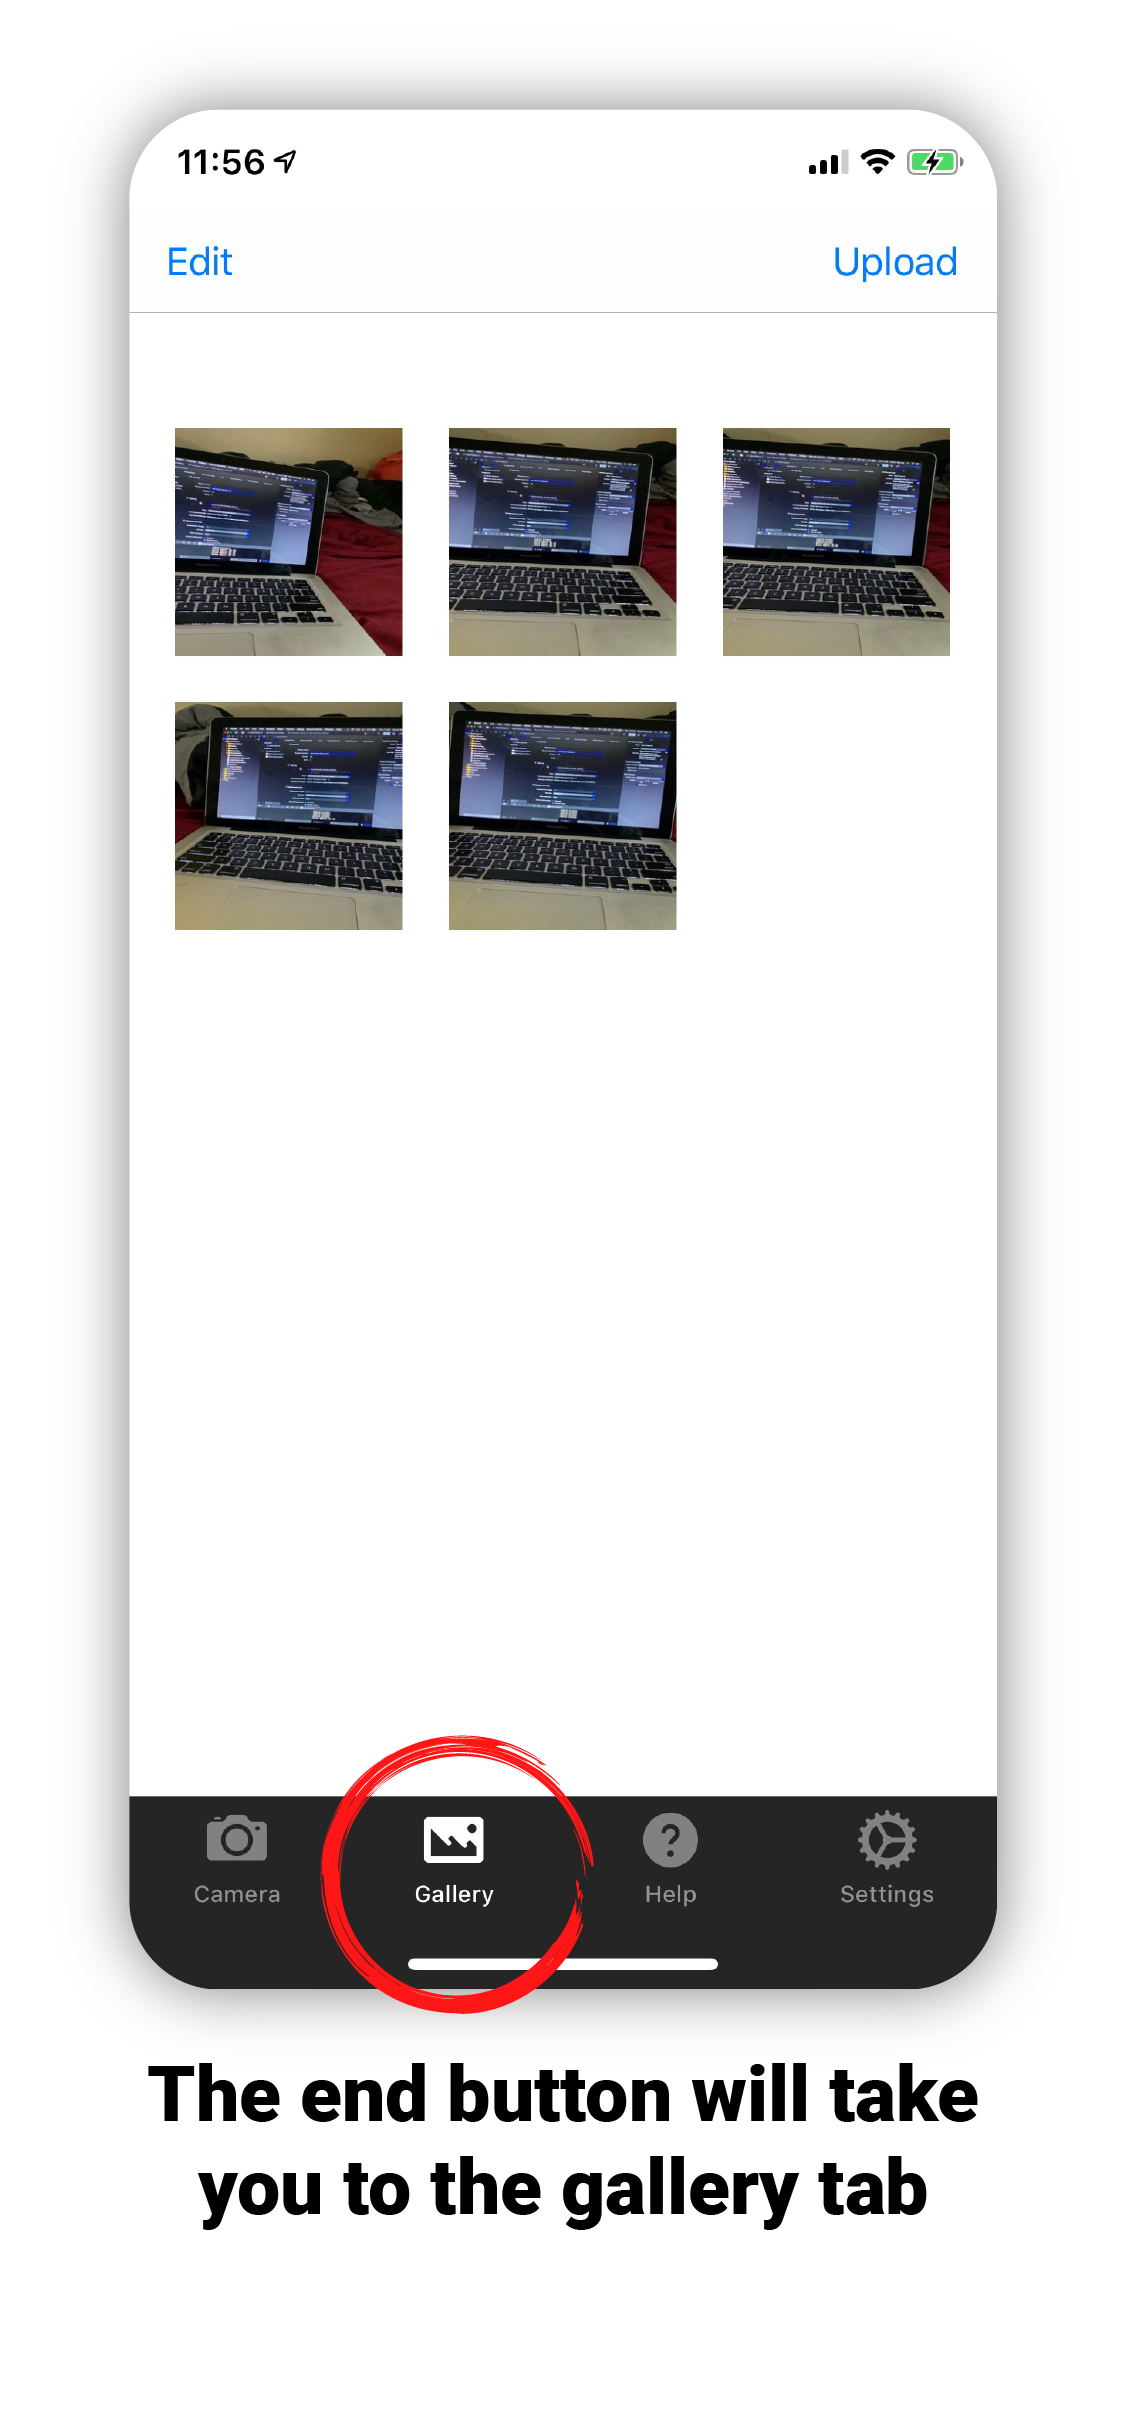 11:56
Edit
Upload
Camera
Gallery
Help
Settings
The end button will take
you to the gallery tab